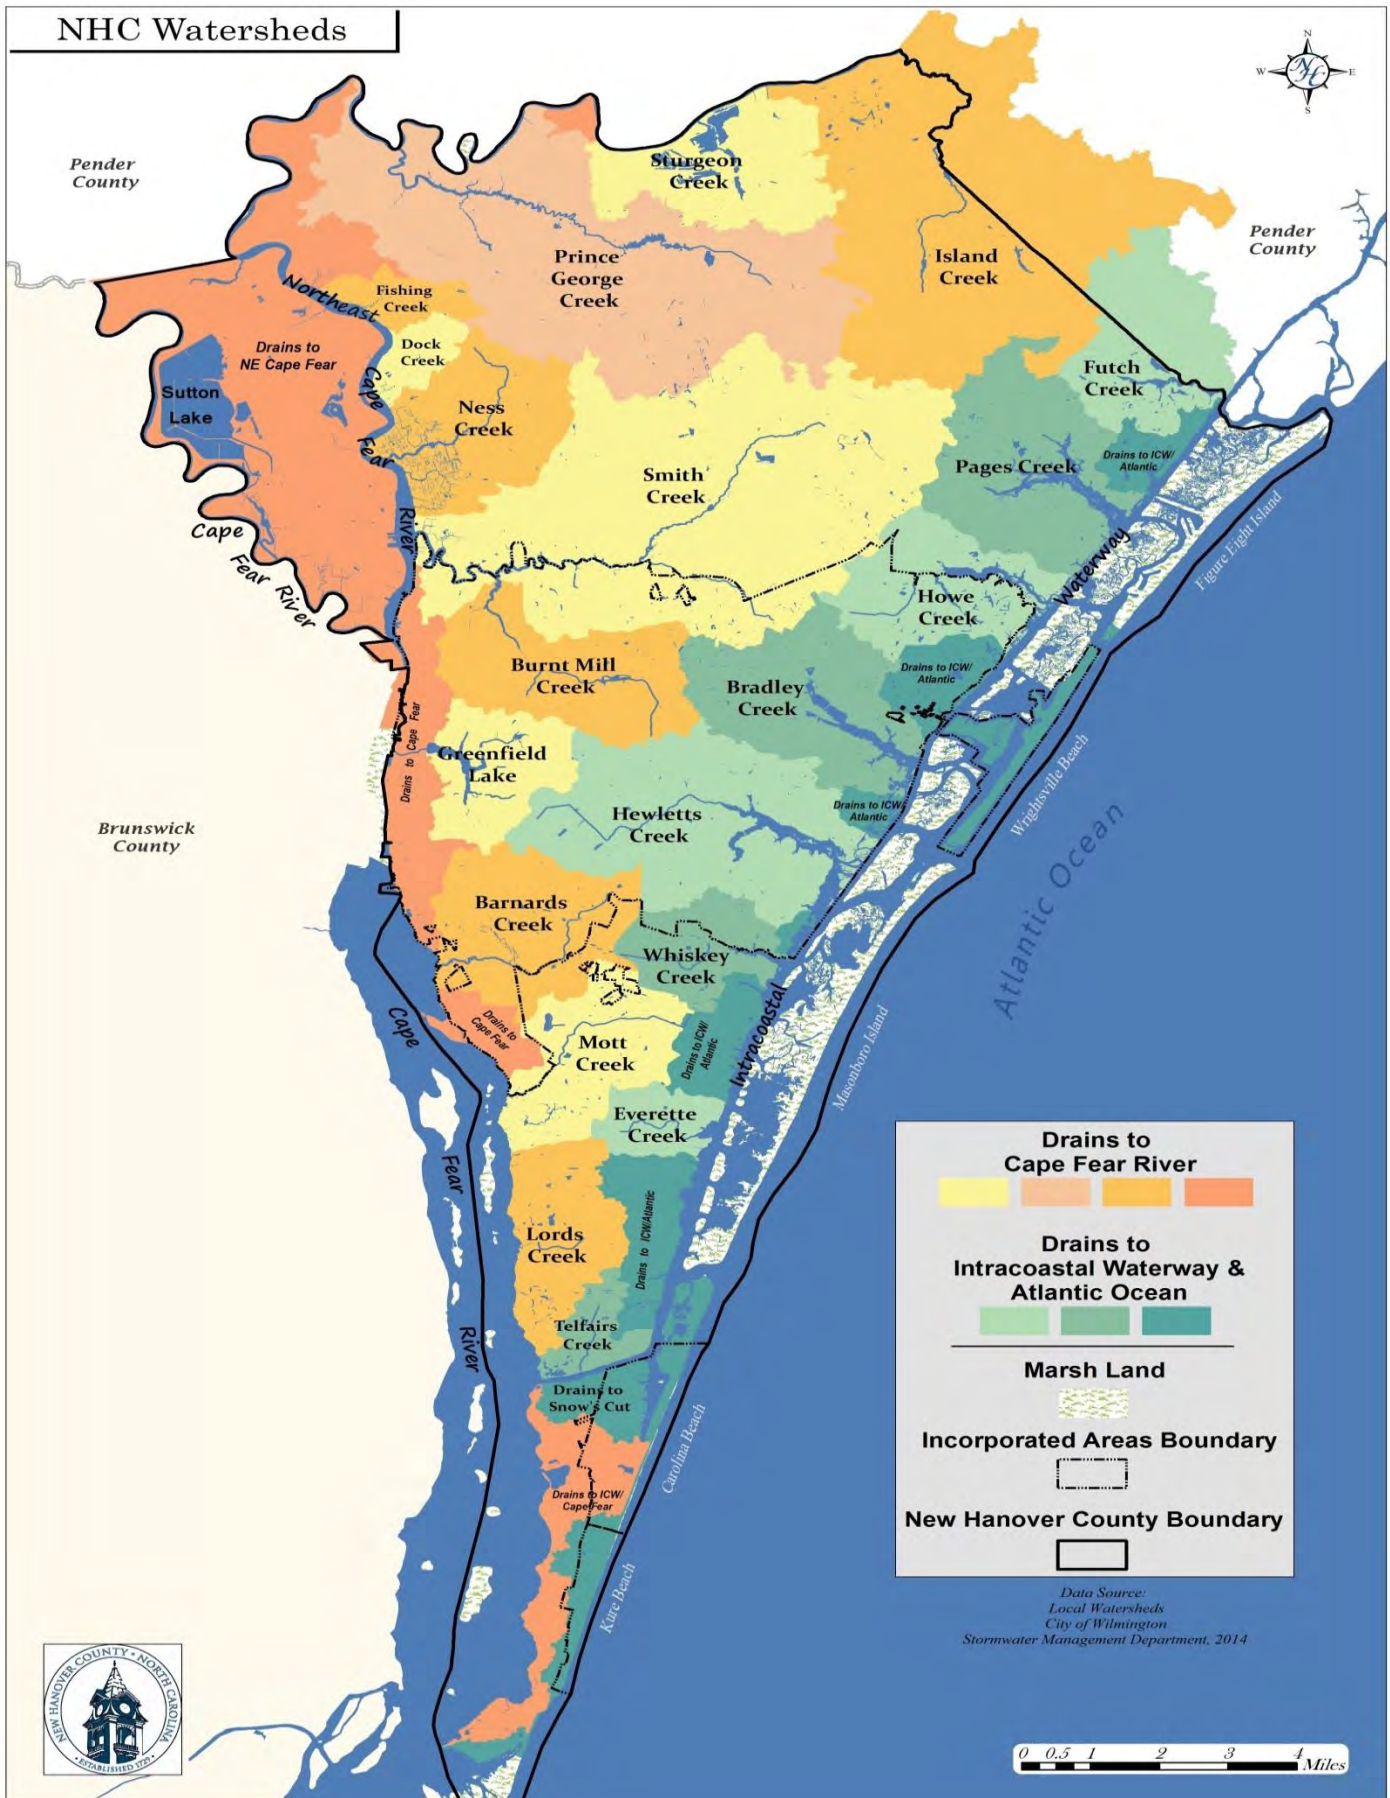 NHC Watersheds
N
W
E
S
NH
Pender
County
Sturgeon
Creek
Pender
County
Prince
George
Creek
Island
Creek
Northeast
Fishing
Creek
Drains to
NE Cape Fear
Dock
Creek
Cape
Futch
Creek
Sutton
Lake
Ness
Creek
Fear
Pages Creek
Drains to ICW/
Atlantic
Smith
Creek
River
Cape
Fear
River
Figure Eight Island
Waterway
Howe
Creek
Burnt Mill
Creek
Bradley
Creek
Drains to ICW/
Atlantic
Drains to Cape Fear
Greenfield
Lake
Wrightsville Beach
Drains to ICW/
Atlantic
Hewletts
Creek
Brunswick
County
Atlantic Ocean
Barnards
Creek
Whiskey
Creek
Cape
Drains to
Cape Fear
Mott
Creek
Drains to ICW/
Atlantic
Intracoastal
Masonboro Island
Everette
Creek
Fear
Lords
Creek
Drains to ICW/Atlantic
River
Telfairs
Creek
Drains to
Snow's Cut
Carolina Beach
Drains to ICW/
Cape Fear
Kure Beach
Drains to
Cape Fear River
Drains to
Intracoastal Waterway &
Atlantic Ocean
Marsh Land
Incorporated Areas Boundary
New Hanover County Boundary
Data Source:
Local Watersheds
City of Wilmington
Stormwater Management Department, 2014
NEW HANOVER COUNTY • NORTH CAROLINA
• ESTABLISHED 1729 •
0 0.5 1 2 3 4
Miles